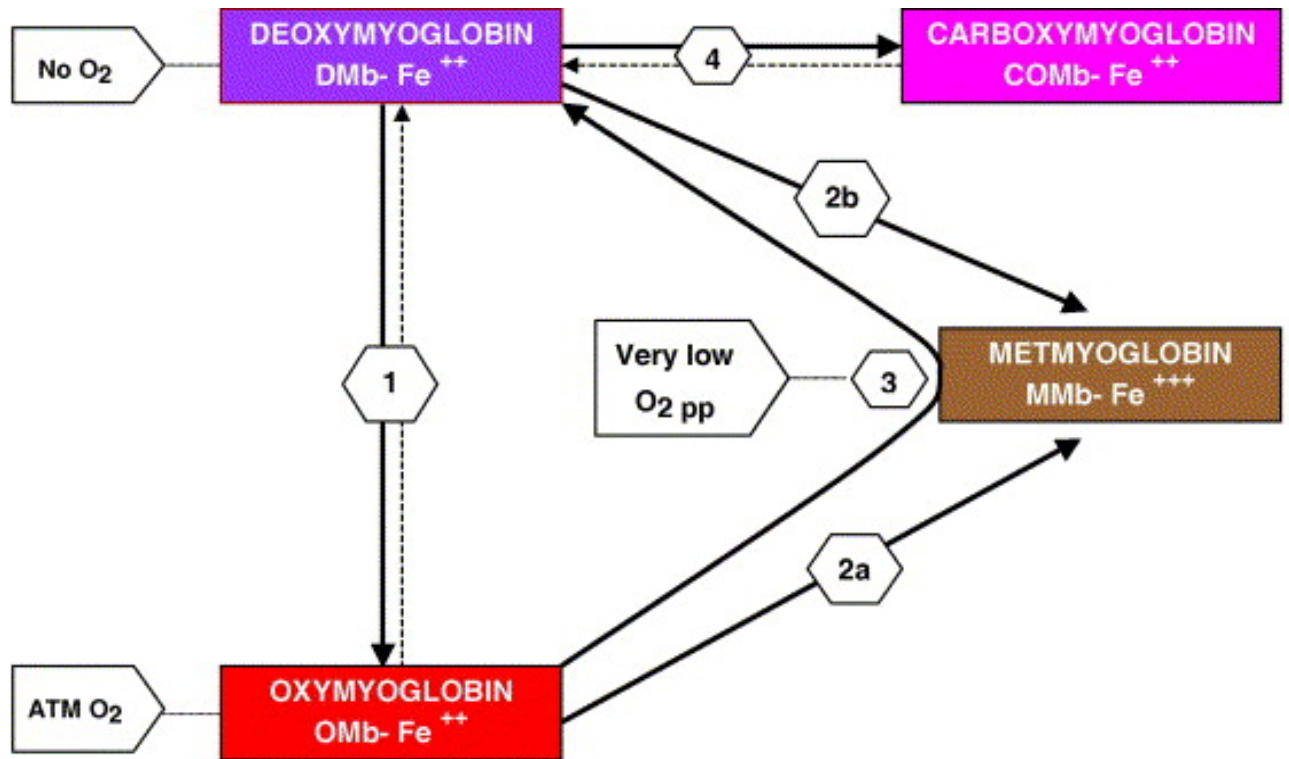 No O2
DEOXYMYOGLOBIN
DMb- Fe ++
4
CARBOXYMYOGLOBIN
COMb- Fe ++
2b
1
Very low
O2 pp
3
METMYOGLOBIN
MMb- Fe +++
2a
ATM O2
OXYMYOGLOBIN
OMb- Fe ++